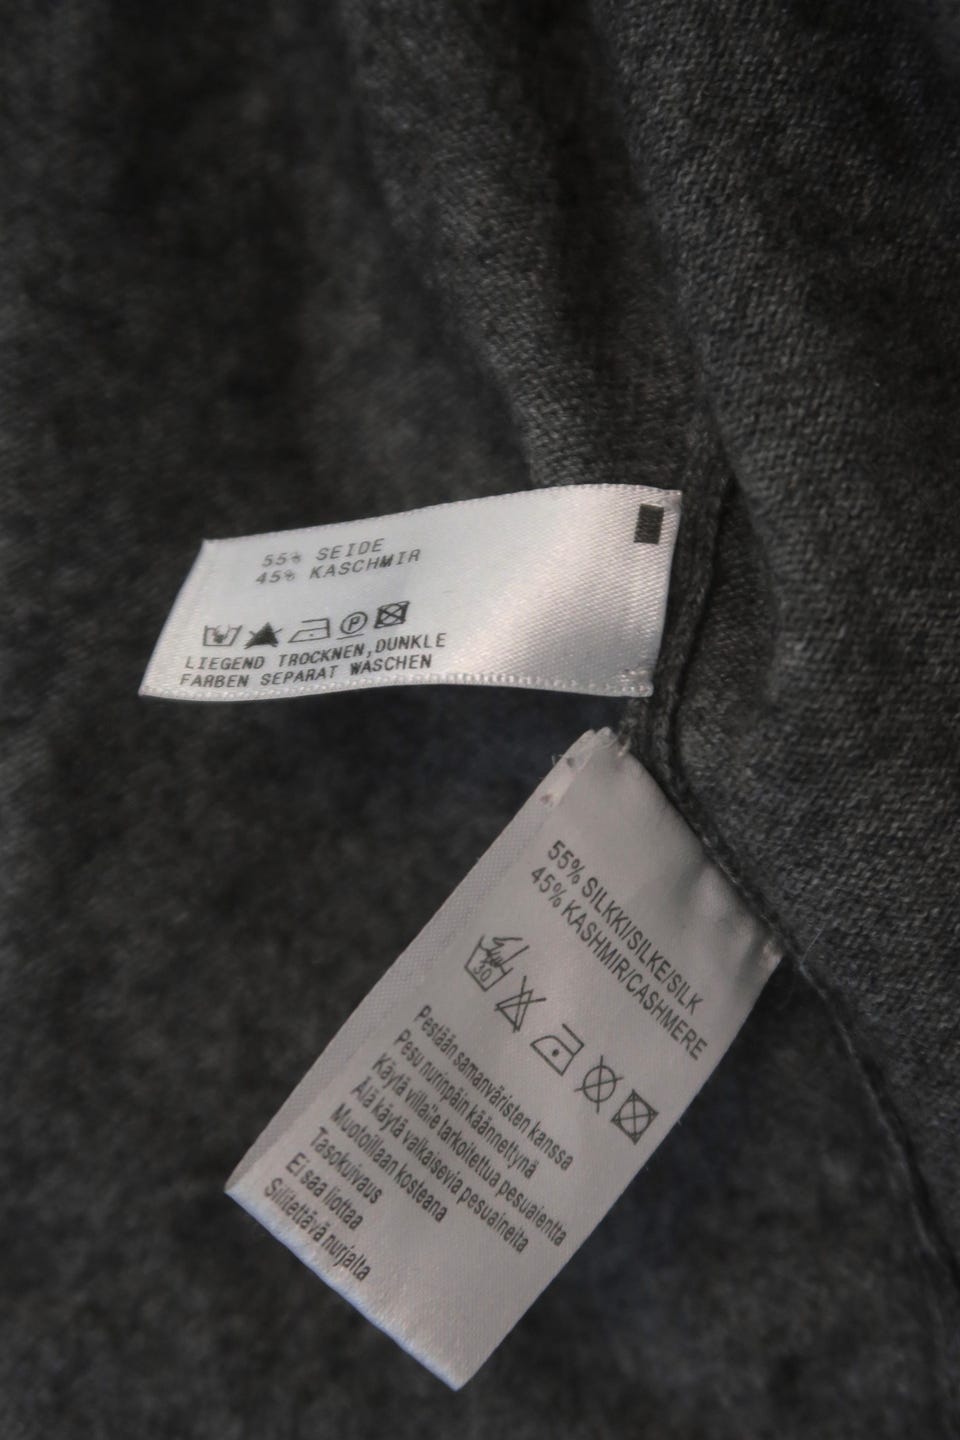 55% SEIDE
45% KASCHMIR
P
LIEGEND TROCKNEN,DUNKLE
FARBEN SEPARAT WASCHEN
55% SILKKI/SILKE/SILK
45% KASHMIR/CASHMERE
30
Pestään samanväristen kanssa
Pesu nurinpäin käännettynä
Käytä villalle tarkoitettua pesuaientta
Älä käytä valkaisevia pesuaineita
Muotoillaan kosteana
Tasokuivaus
Ei saa liottaa
Silitettävä nurjalta